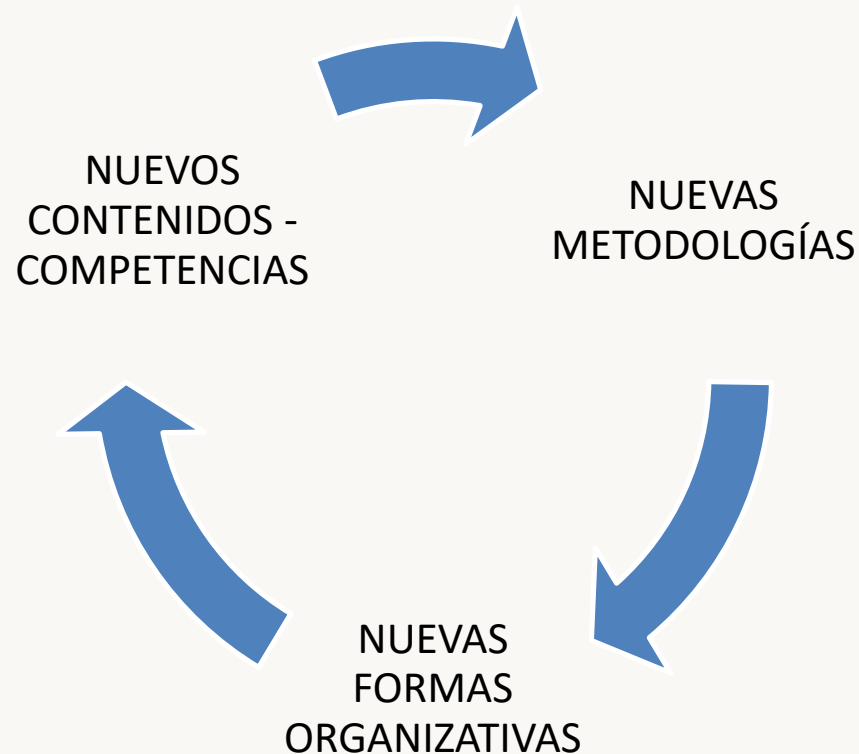 NUEVOS
CONTENIDOS -
COMPETENCIAS
NUEVAS
METODOLOGÍAS
NUEVAS
FORMAS
ORGANIZATIVAS